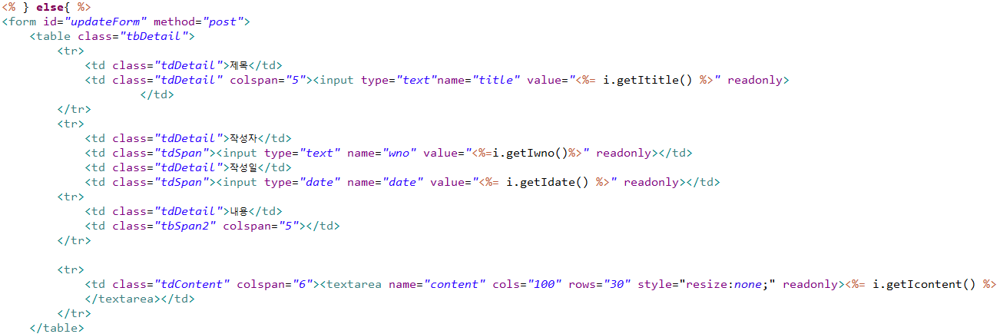 <% } else{ %>
<form id="updateForm" method="post">
    <table class="tbDetail">
        <tr>
            <td class="tdDetail">제목</td>
            <td class="tdDetail" colspan="5"><input type="text"name="title" value="<%= i.getItitle() %>" readonly>
                    </td>
        </tr>
        <tr>
            <td class="tdDetail">작성자</td>
            <td class="tdSpan"><input type="text" name="wno" value="<%=i.getIwno()%>" readonly></td>
            <td class="tdDetail">작성일</td>
            <td class="tdSpan"><input type="date" name="date" value="<%= i.getIdate() %>" readonly></td>
        <tr>
            <td class="tdDetail">내용</td>
            <td class="tbSpan2" colspan="5"></td>
        </tr>

        <tr>
            <td class="tdContent" colspan="6"><textarea name="content" cols="100" rows="30" style="resize:none;" readonly><%= i.getIcontent() %>
            </textarea></td>
        </tr>
    </table>